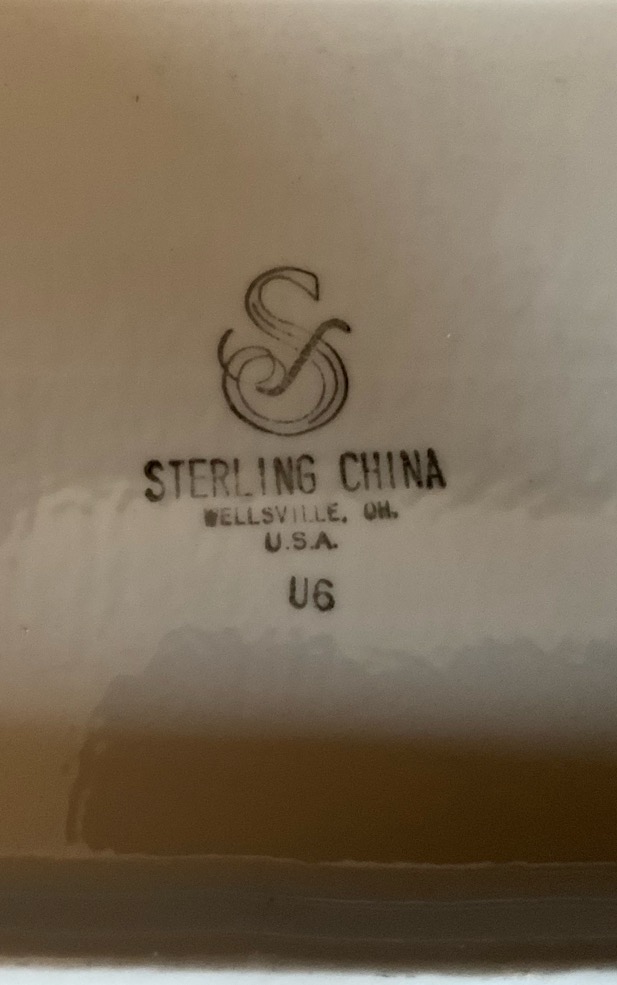 S
STERLING CHINA
WELLSVILLE, OH.
U.S.A.
U6